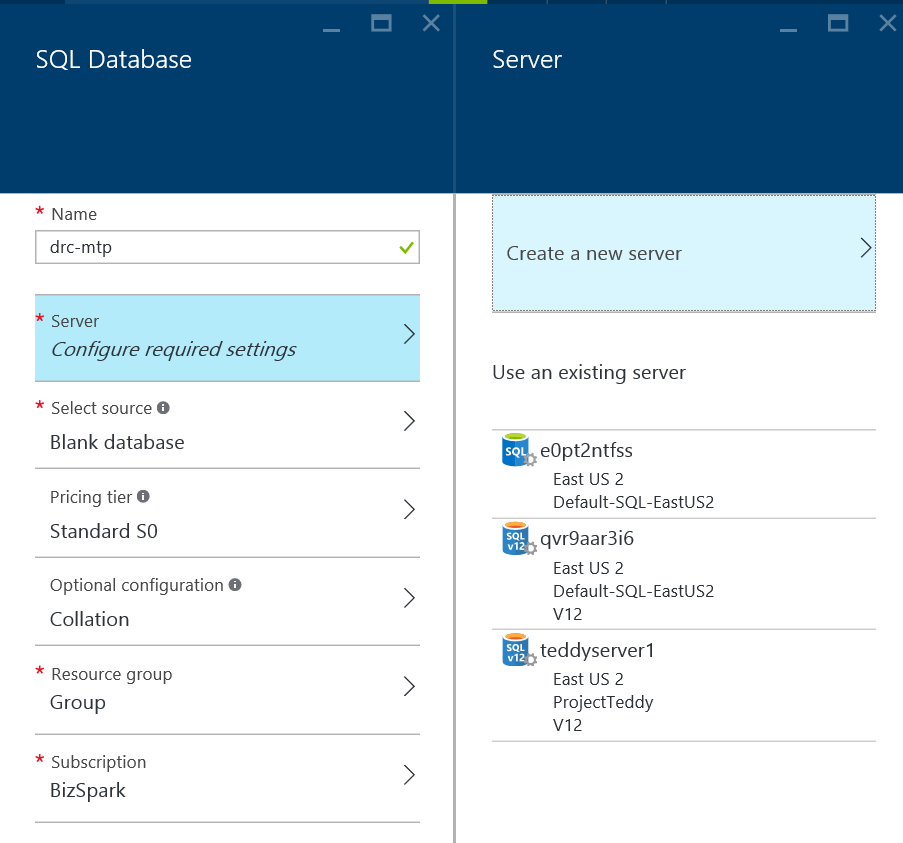 SQL Database
* Name
drc-mtp
* Server
Configure required settings
* Select source
Blank database
Pricing tier
Standard S0
Optional configuration
Collation
* Resource group
Group
* Subscription
BizSpark
Server
Create a new server
Use an existing server
SQL
e0pt2ntfss
East US 2
Default-SQL-EastUS2
SQL
v12
qvr9aar3i6
East US 2
Default-SQL-EastUS2
V12
SQL
v12
teddyserver1
East US 2
ProjectTeddy
V12